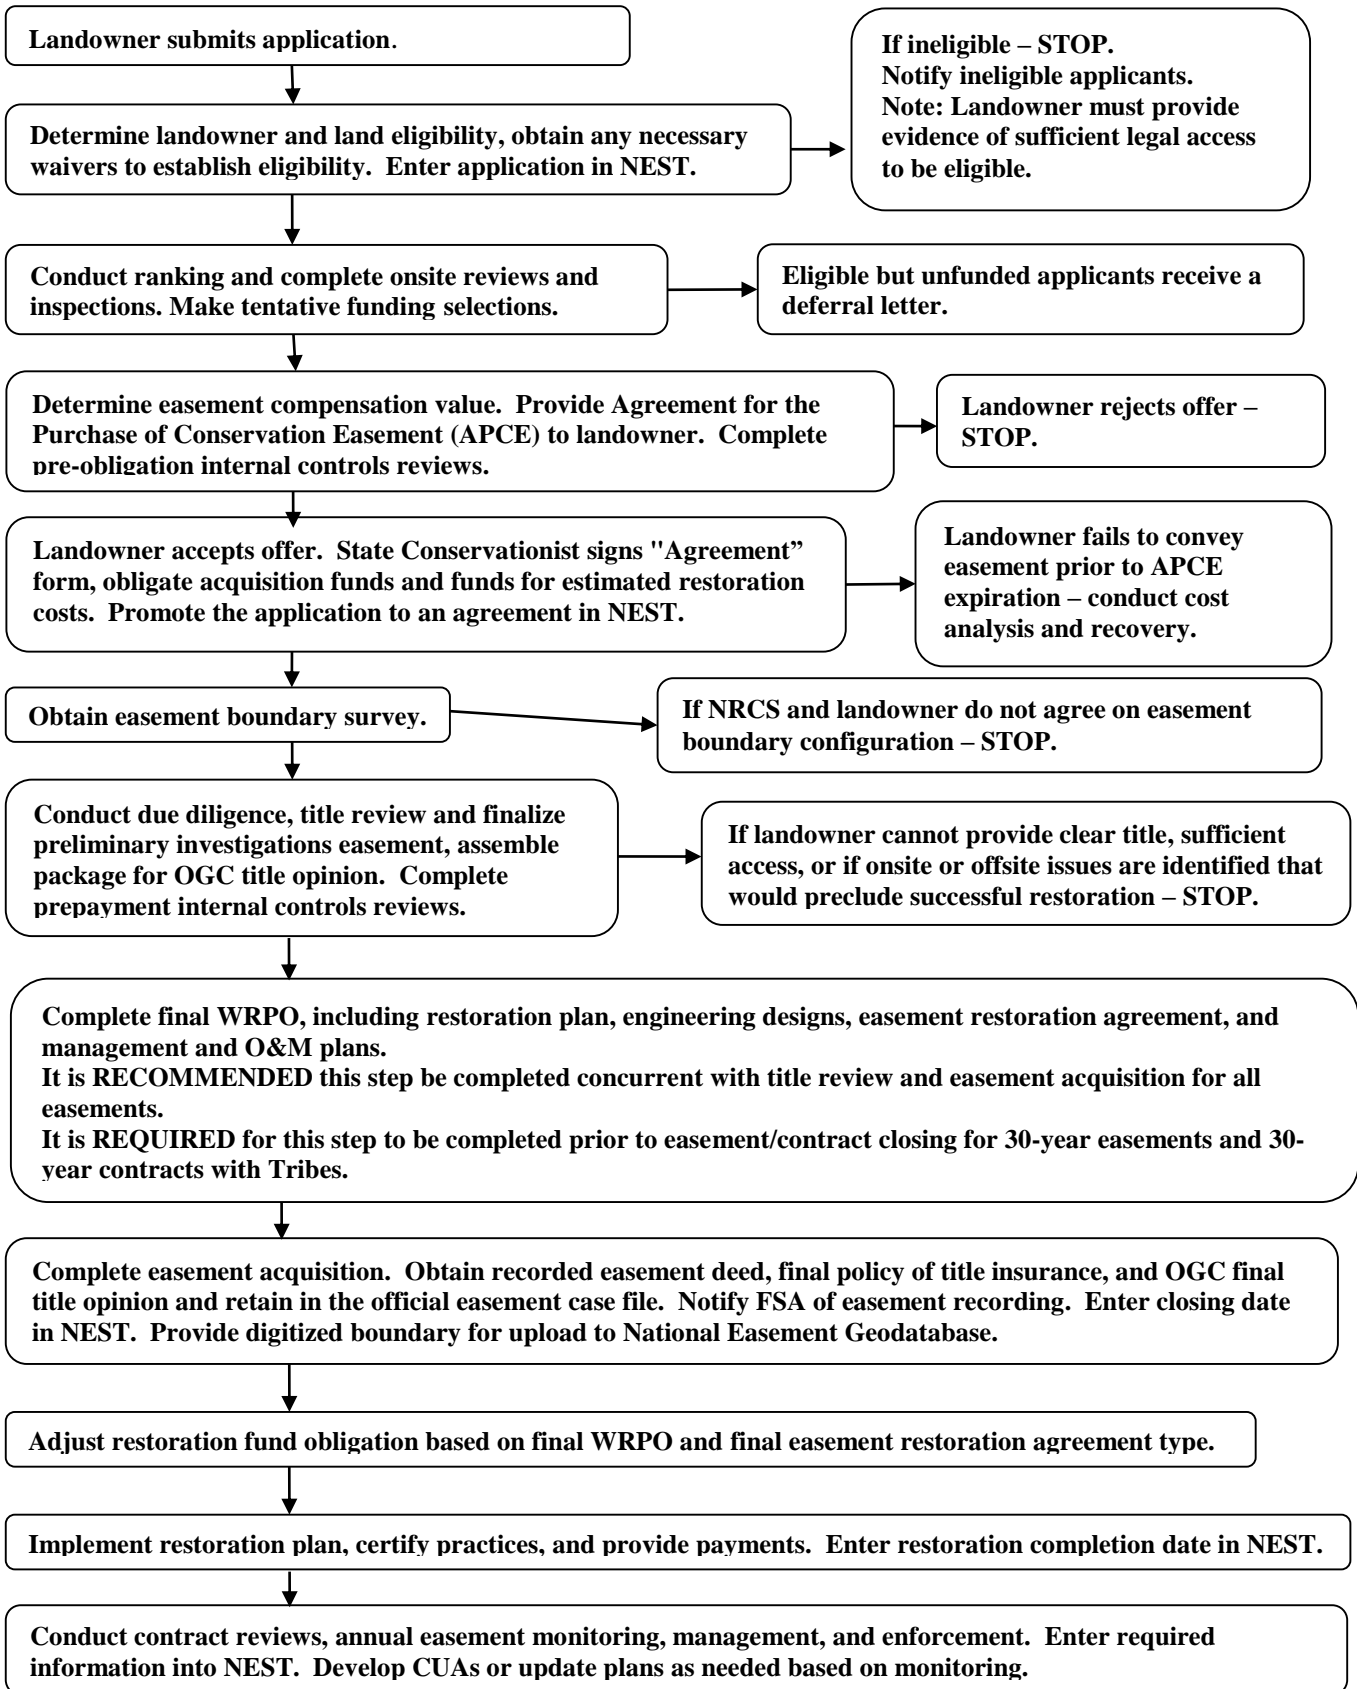 Landowner submits application.
If ineligible – STOP.
Notify ineligible applicants.
Note: Landowner must provide
evidence of sufficient legal access
to be eligible.
Determine landowner and land eligibility, obtain any necessary
waivers to establish eligibility.  Enter application in NEST.
Conduct ranking and complete onsite reviews and
inspections. Make tentative funding selections.
Eligible but unfunded applicants receive a
deferral letter.
Determine easement compensation value.  Provide Agreement for the
Purchase of Conservation Easement (APCE) to landowner.  Complete
pre-obligation internal controls reviews.
Landowner rejects offer –
STOP.
Landowner accepts offer.  State Conservationist signs "Agreement”
form, obligate acquisition funds and funds for estimated restoration
costs.  Promote the application to an agreement in NEST.
Landowner fails to convey
easement prior to APCE
expiration – conduct cost
analysis and recovery.
Obtain easement boundary survey.
If NRCS and landowner do not agree on easement
boundary configuration – STOP.
Conduct due diligence, title review and finalize
preliminary investigations easement, assemble
package for OGC title opinion.  Complete
prepayment internal controls reviews.
If landowner cannot provide clear title, sufficient
access, or if onsite or offsite issues are identified that
would preclude successful restoration – STOP.
Complete final WRPO, including restoration plan, engineering designs, easement restoration agreement, and
management and O&M plans.
It is RECOMMENDED this step be completed concurrent with title review and easement acquisition for all
easements.
It is REQUIRED for this step to be completed prior to easement/contract closing for 30-year easements and 30-
year contracts with Tribes.
Complete easement acquisition.  Obtain recorded easement deed, final policy of title insurance, and OGC final
title opinion and retain in the official easement case file.  Notify FSA of easement recording.  Enter closing date
in NEST.  Provide digitized boundary for upload to National Easement Geodatabase.
Adjust restoration fund obligation based on final WRPO and final easement restoration agreement type.
Implement restoration plan, certify practices, and provide payments.  Enter restoration completion date in NEST.
Conduct contract reviews, annual easement monitoring, management, and enforcement.  Enter required
information into NEST.  Develop CUAs or update plans as needed based on monitoring.